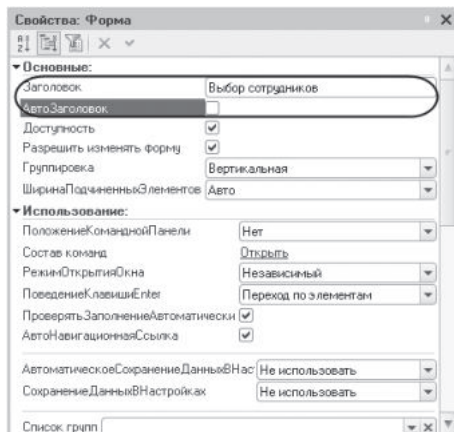 Свойства: Форма
Основные:
Заголовок Выбор сотрудников
АвтоЗаголовок
Доступность
Разрешить изменять форму
Группировка Вертикальная
ШиринаПодчиненныхЭлементов Авто
Использование:
ПоложениеКоманднойПанели Нет
Состав команд Открыть
РежимОткрытияОкна Независимый
ПоведениеКлавишиEnter Переход по элементам
ПроверятьЗаполнениеАвтоматически
АвтоНавигационнаяСсылка
АвтоматическоеСохранениеДанныхВНас Не использовать
СохранениеДанныхВНастройках Не использовать
Список групп